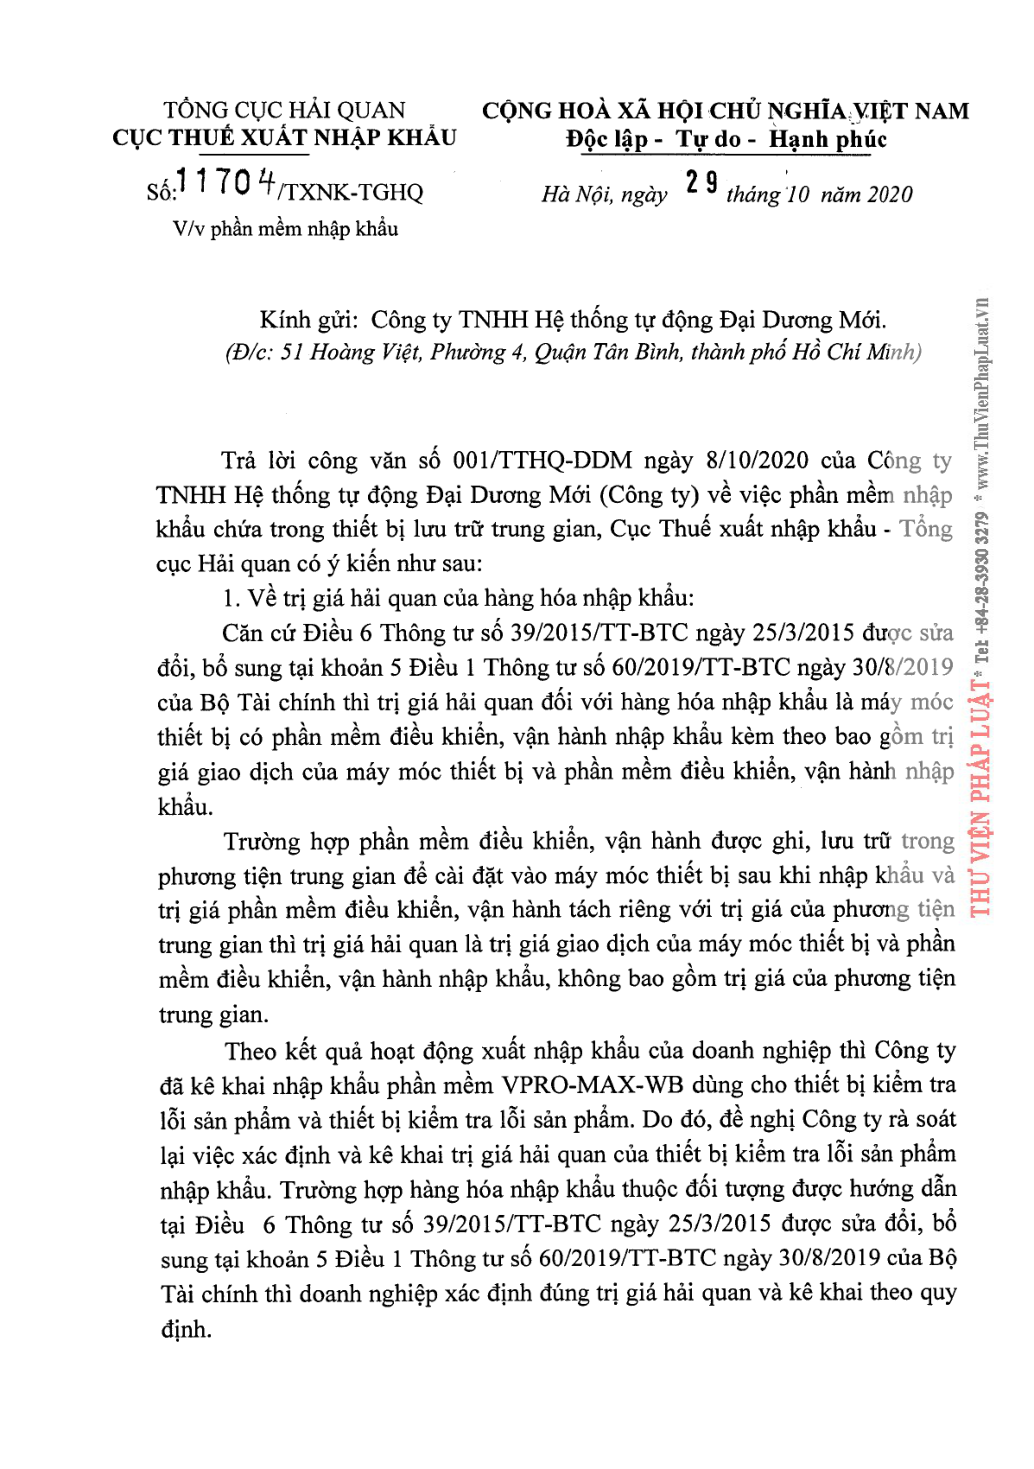 TỔNG CỤC HẢI QUAN
CỤC THUẾ XUẤT NHẬP KHẨU
Số:11704/TXNK-TGHQ
V/v phần mềm nhập khẩu
CỘNG HOÀ XÃ HỘI CHỦ NGHĨA VIỆT NAM
Độc lập - Tự do - Hạnh phúc
Hà Nội, ngày 29 tháng 10 năm 2020
Kính gửi: Công ty TNHH Hệ thống tự động Đại Dương Mới.
(Đ/c: 51 Hoàng Việt, Phường 4, Quận Tân Bình, thành phố Hồ Chí Minh)
Trả lời công văn số 001/TTHQ-DDM ngày 8/10/2020 của Công ty
TNHH Hệ thống tự động Đại Dương Mới (Công ty) về việc phần mềm nhập
khẩu chứa trong thiết bị lưu trữ trung gian, Cục Thuế xuất nhập khẩu - Tổng
cục Hải quan có ý kiến như sau:
1. Về trị giá hải quan của hàng hóa nhập khẩu:
Căn cứ Điều 6 Thông tư số 39/2015/TT-BTC ngày 25/3/2015 được sửa
đổi, bổ sung tại khoản 5 Điều 1 Thông tư số 60/2019/TT-BTC ngày 30/8/2019
của Bộ Tài chính thì trị giá hải quan đối với hàng hóa nhập khẩu là máy móc
thiết bị có phần mềm điều khiển, vận hành nhập khẩu kèm theo bao gồm trị
giá giao dịch của máy móc thiết bị và phần mềm điều khiển, vận hành nhập
khẩu.
Trường hợp phần mềm điều khiển, vận hành được ghi, lưu trữ trong
phương tiện trung gian để cài đặt vào máy móc thiết bị sau khi nhập khẩu và
trị giá phần mềm điều khiển, vận hành tách riêng với trị giá của phương tiện
trung gian thì trị giá hải quan là trị giá giao dịch của máy móc thiết bị và phần
mềm điều khiển, vận hành nhập khẩu, không bao gồm trị giá của phương tiện
trung gian.
Theo kết quả hoạt động xuất nhập khẩu của doanh nghiệp thì Công ty
đã kê khai nhập khẩu phần mềm VPRO-MAX-WB dùng cho thiết bị kiểm tra
lỗi sản phẩm và thiết bị kiểm tra lỗi sản phẩm. Do đó, đề nghị Công ty rà soát
lại việc xác định và kê khai trị giá hải quan của thiết bị kiểm tra lỗi sản phẩm
nhập khẩu. Trường hợp hàng hóa nhập khẩu thuộc đối tượng được hướng dẫn
tại Điều 6 Thông tư số 39/2015/TT-BTC ngày 25/3/2015 được sửa đổi, bổ
sung tại khoản 5 Điều 1 Thông tư số 60/2019/TT-BTC ngày 30/8/2019 của Bộ
Tài chính thì doanh nghiệp xác định đúng trị giá hải quan và kê khai theo quy
định.
THƯ VIỆN PHÁP LUẬT * Tel: +84-28-3930 3279 * www.ThuVienPhapLuat.vn